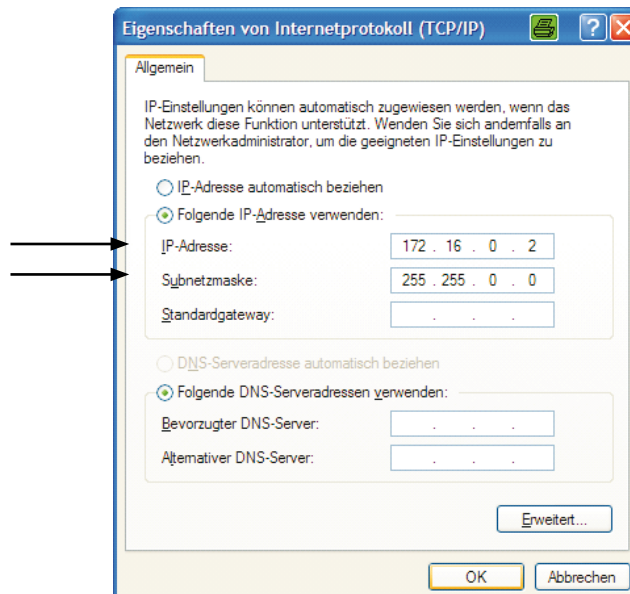 Eigenschaften von Internetprotokoll (TCP/IP)
Allgemein
IP-Einstellungen können automatisch zugewiesen werden, wenn das
Netzwerk diese Funktion unterstützt. Wenden Sie sich andernfalls an
den Netzwerkadministrator, um die geeigneten IP-Einstellungen zu
beziehen.
IP-Adresse automatisch beziehen
Folgende IP-Adresse verwenden:
IP-Adresse: 172 . 16 . 0 . 2
Subnetzmaske: 255 . 255 . 0 . 0
Standardgateway: . . .
DNS-Serveradresse automatisch beziehen
Folgende DNS-Serveradressen verwenden:
Bevorzugter DNS-Server: . . .
Alternativer DNS-Server: . . .
Erweitert...
OK Abbrechen